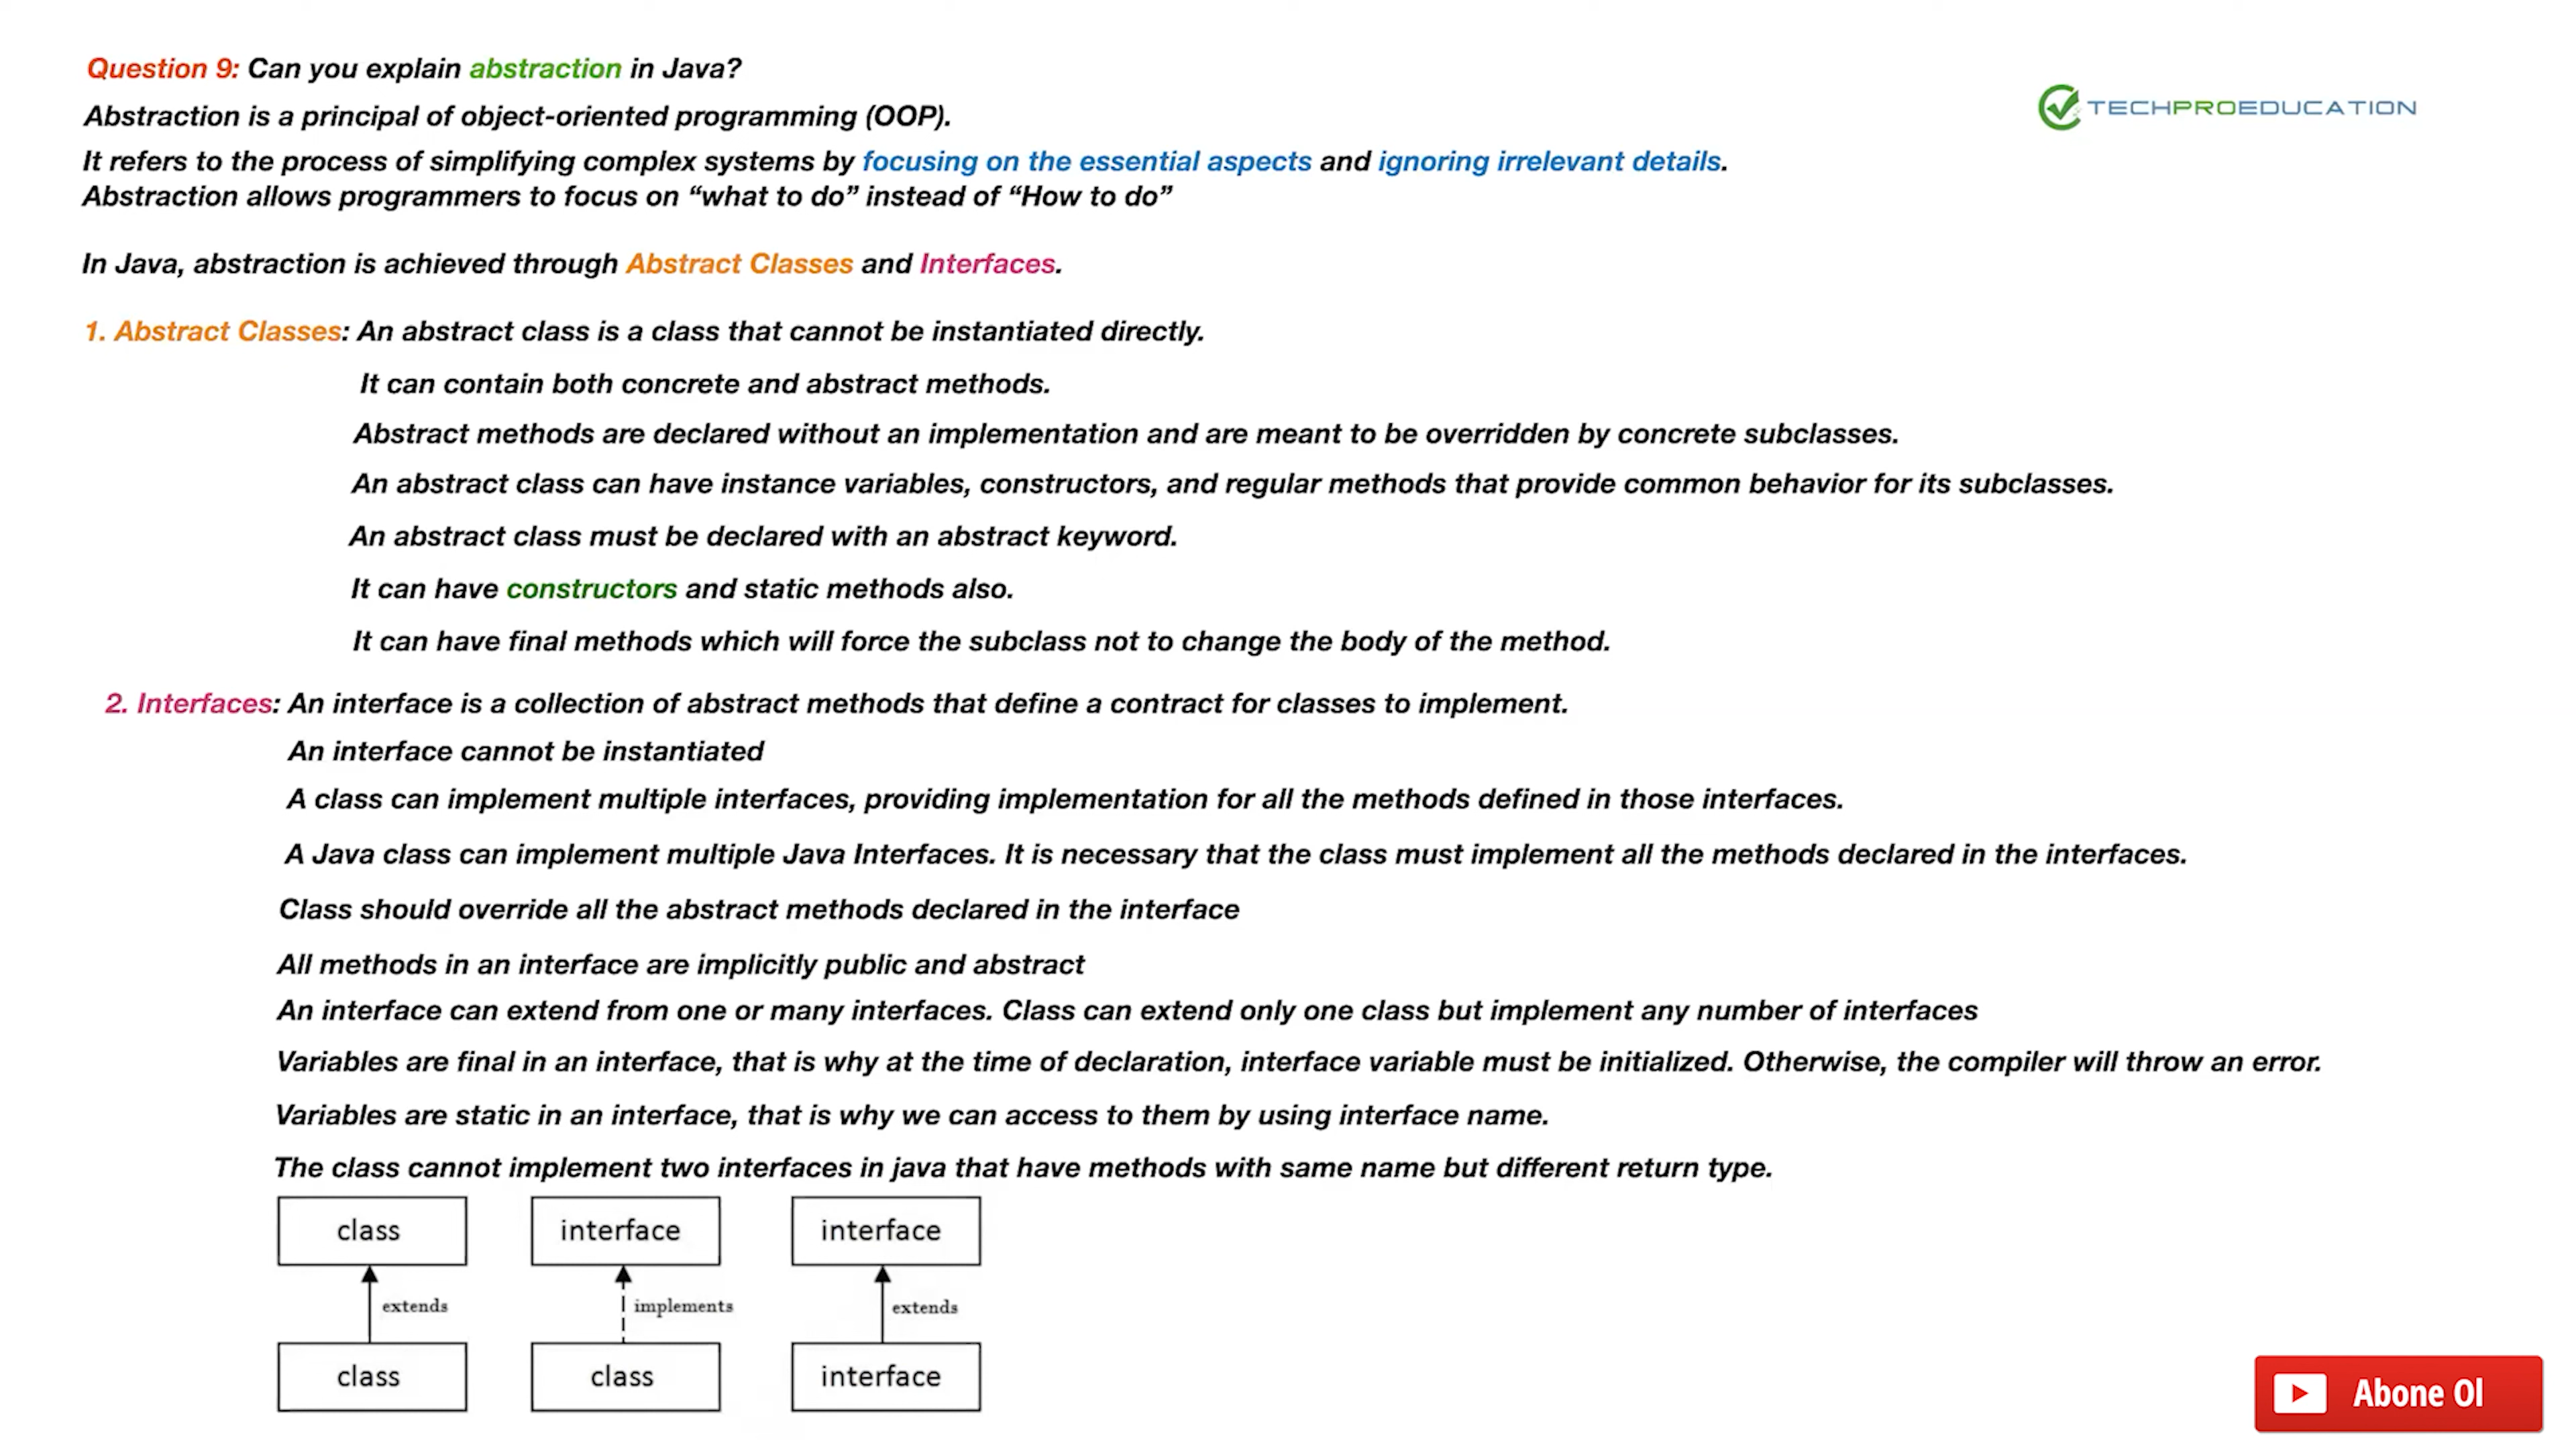 Question 9: Can you explain abstraction in Java?
TECHPROEDUCATION
Abstraction is a principal of object-oriented programming (OOP).
It refers to the process of simplifying complex systems by focusing on the essential aspects and ignoring irrelevant details.
Abstraction allows programmers to focus on “what to do” instead of “How to do”
In Java, abstraction is achieved through Abstract Classes and Interfaces.
1. Abstract Classes: An abstract class is a class that cannot be instantiated directly.
It can contain both concrete and abstract methods.
Abstract methods are declared without an implementation and are meant to be overridden by concrete subclasses.
An abstract class can have instance variables, constructors, and regular methods that provide common behavior for its subclasses.
An abstract class must be declared with an abstract keyword.
It can have constructors and static methods also.
It can have final methods which will force the subclass not to change the body of the method.
2. Interfaces: An interface is a collection of abstract methods that define a contract for classes to implement.
An interface cannot be instantiated
A class can implement multiple interfaces, providing implementation for all the methods defined in those interfaces.
A Java class can implement multiple Java Interfaces. It is necessary that the class must implement all the methods declared in the interfaces.
Class should override all the abstract methods declared in the interface
All methods in an interface are implicitly public and abstract
An interface can extend from one or many interfaces. Class can extend only one class but implement any number of interfaces
Variables are final in an interface, that is why at the time of declaration, interface variable must be initialized. Otherwise, the compiler will throw an error.
Variables are static in an interface, that is why we can access to them by using interface name.
The class cannot implement two interfaces in java that have methods with same name but different return type.
class interface interface
extends implements extends
class class interface
Abone Ol